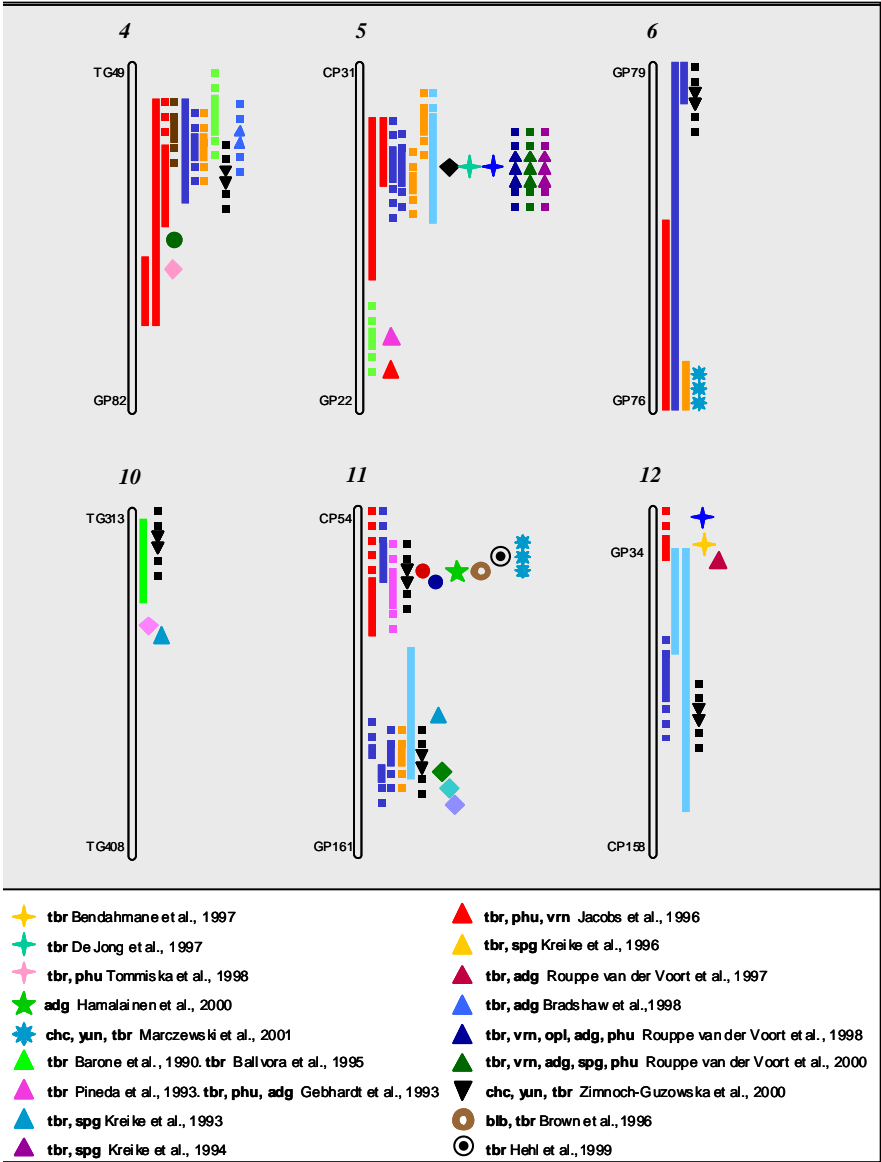 4 5 6
TG49 CP31 GP79
GP82 GP22 GP76
10 11 12
TG313 CP54
GP34
TG408 GP161 CP158
tbr Bendahmane et al., 1997
tbr De Jong et al., 1997
tbr, phu Tommiska et al., 1998
adg Hamalainen et al., 2000
chc, yun, tbr Marczewski et al., 2001
tbr Barone et al., 1990. tbr Ballvora et al., 1995
tbr Pineda et al., 1993. tbr, phu, adg Gebhardt et al., 1993
tbr, spg Kreike et al., 1993
tbr, spg Kreike et al., 1994
tbr, phu, vrn Jacobs et al., 1996
tbr, spg Kreike et al., 1996
tbr, adg Rouppe van der Voort et al., 1997
tbr, adg Bradshaw et al.,1998
tbr, vrn, opl, adg, phu Rouppe van der Voort et al., 1998
tbr, vrn, adg, spg, phu Rouppe van der Voort et al., 2000
chc, yun, tbr Zimnoch-Guzowska et al., 2000
blb, tbr Brown et al., 1996
tbr Hehl et al., 1999